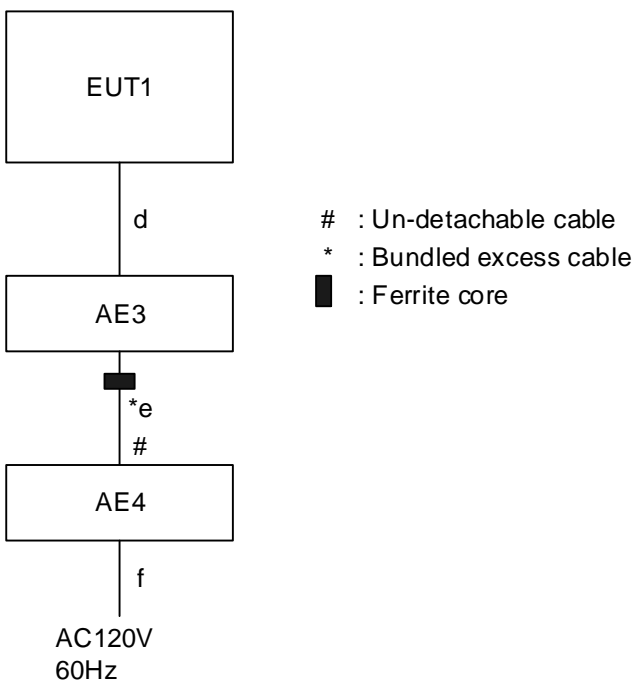 EUT1
d
# : Un-detachable cable
* : Bundled excess cable
: Ferrite core
AE3
*e
#
AE4
f
AC120V
60Hz